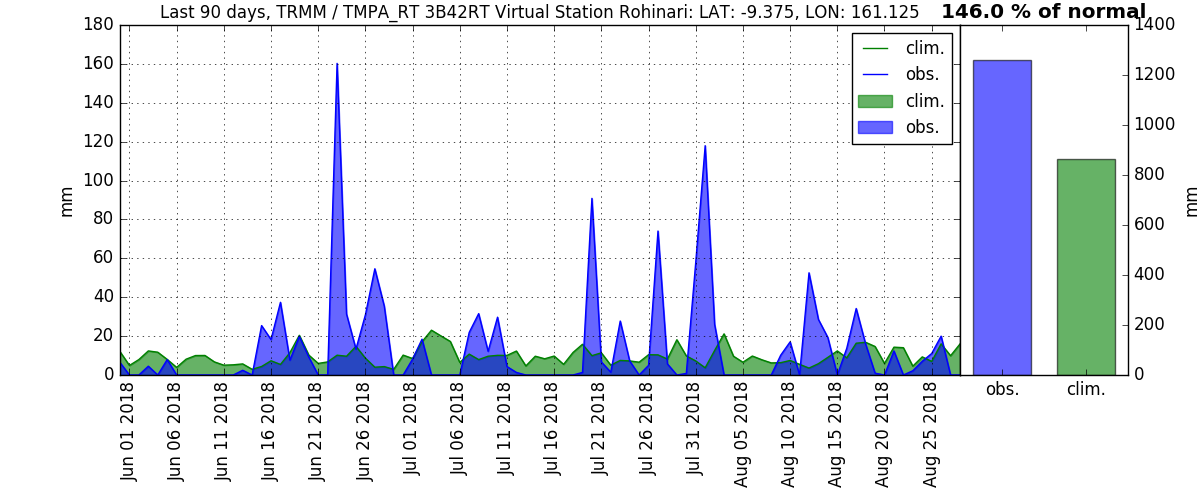 Last 90 days, TRMM / TMPA_RT 3B42RT Virtual Station Rohinari: LAT: -9.375, LON: 161.125
146.0 % of normal
180
160
140
120
100
80
60
40
20
0
mm
clim.
obs.
clim.
obs.
Jun 01 2018
Jun 06 2018
Jun 11 2018
Jun 16 2018
Jun 21 2018
Jun 26 2018
Jul 01 2018
Jul 06 2018
Jul 11 2018
Jul 16 2018
Jul 21 2018
Jul 26 2018
Jul 31 2018
Aug 05 2018
Aug 10 2018
Aug 15 2018
Aug 20 2018
Aug 25 2018
obs.
clim.
1400
1200
1000
800
600
400
200
0
mm